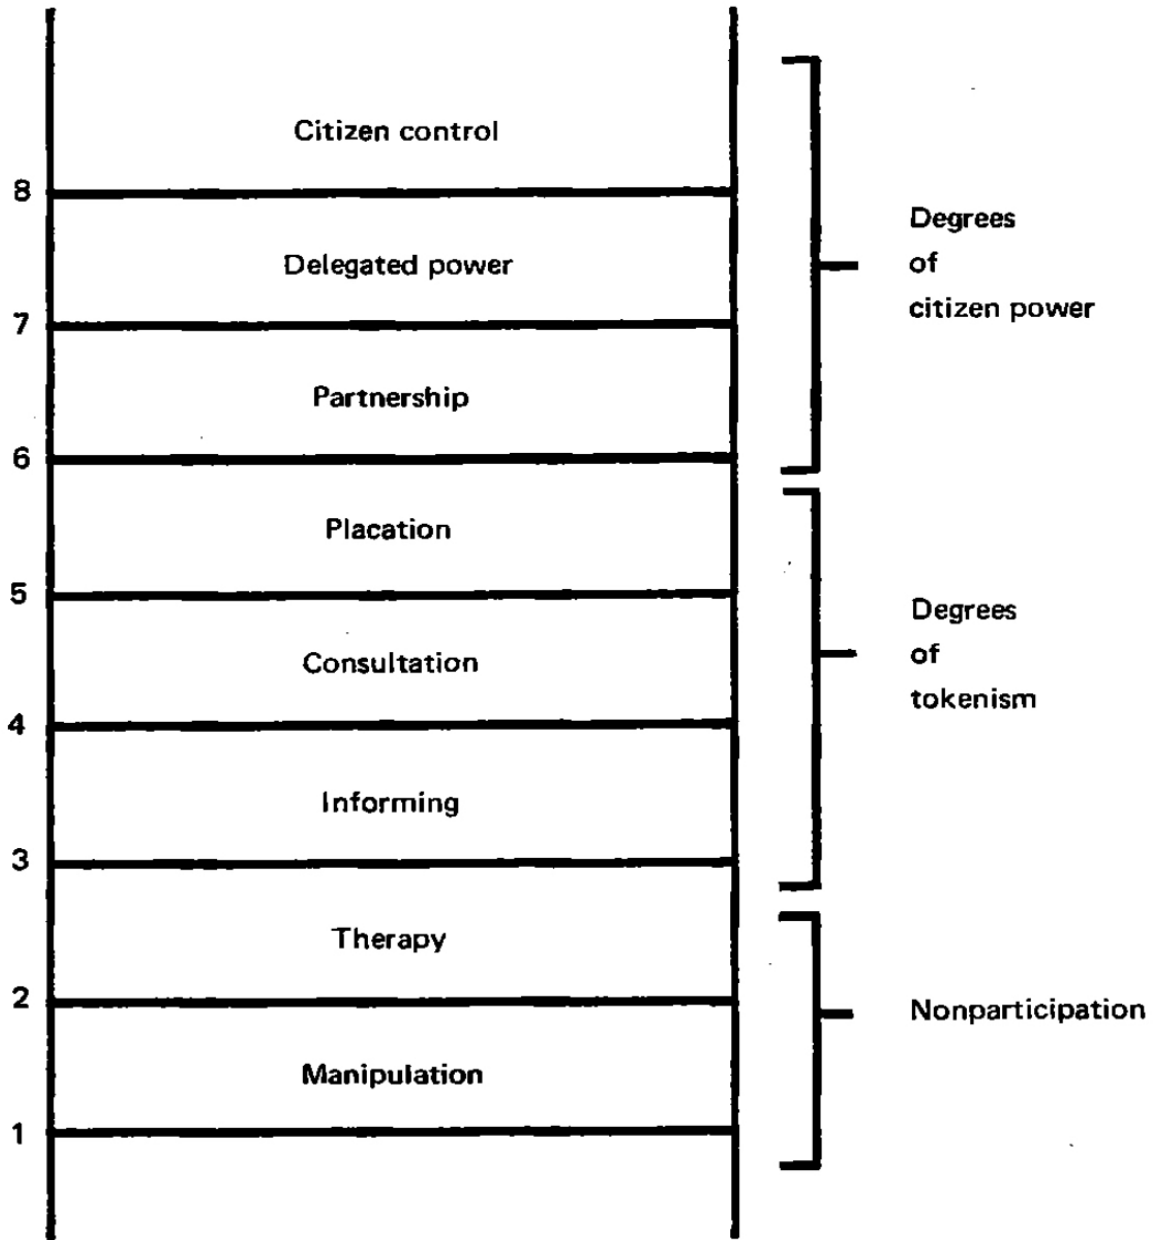 Citizen control
8
Delegated power
7
Partnership
6
Placation
5
Consultation
4
Informing
3
Therapy
2
Manipulation
1
Degrees
of
citizen power
Degrees
of
tokenism
Nonparticipation